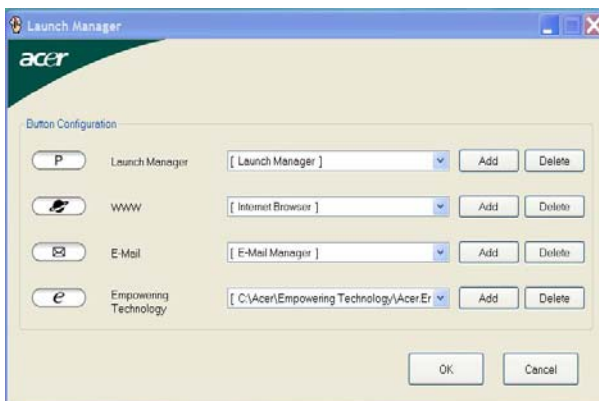 Launch Manager
acer
Button Configuration
P Launch Manager [ Launch Manager ] Add Delete
WWW [ Internet Browser ] Add Delete
E-Mail [ E-Mail Manager ] Add Delete
e Empowering Technology [ C:\Acer\Empowering Technology\Acer.Er Add Delete
OK Cancel